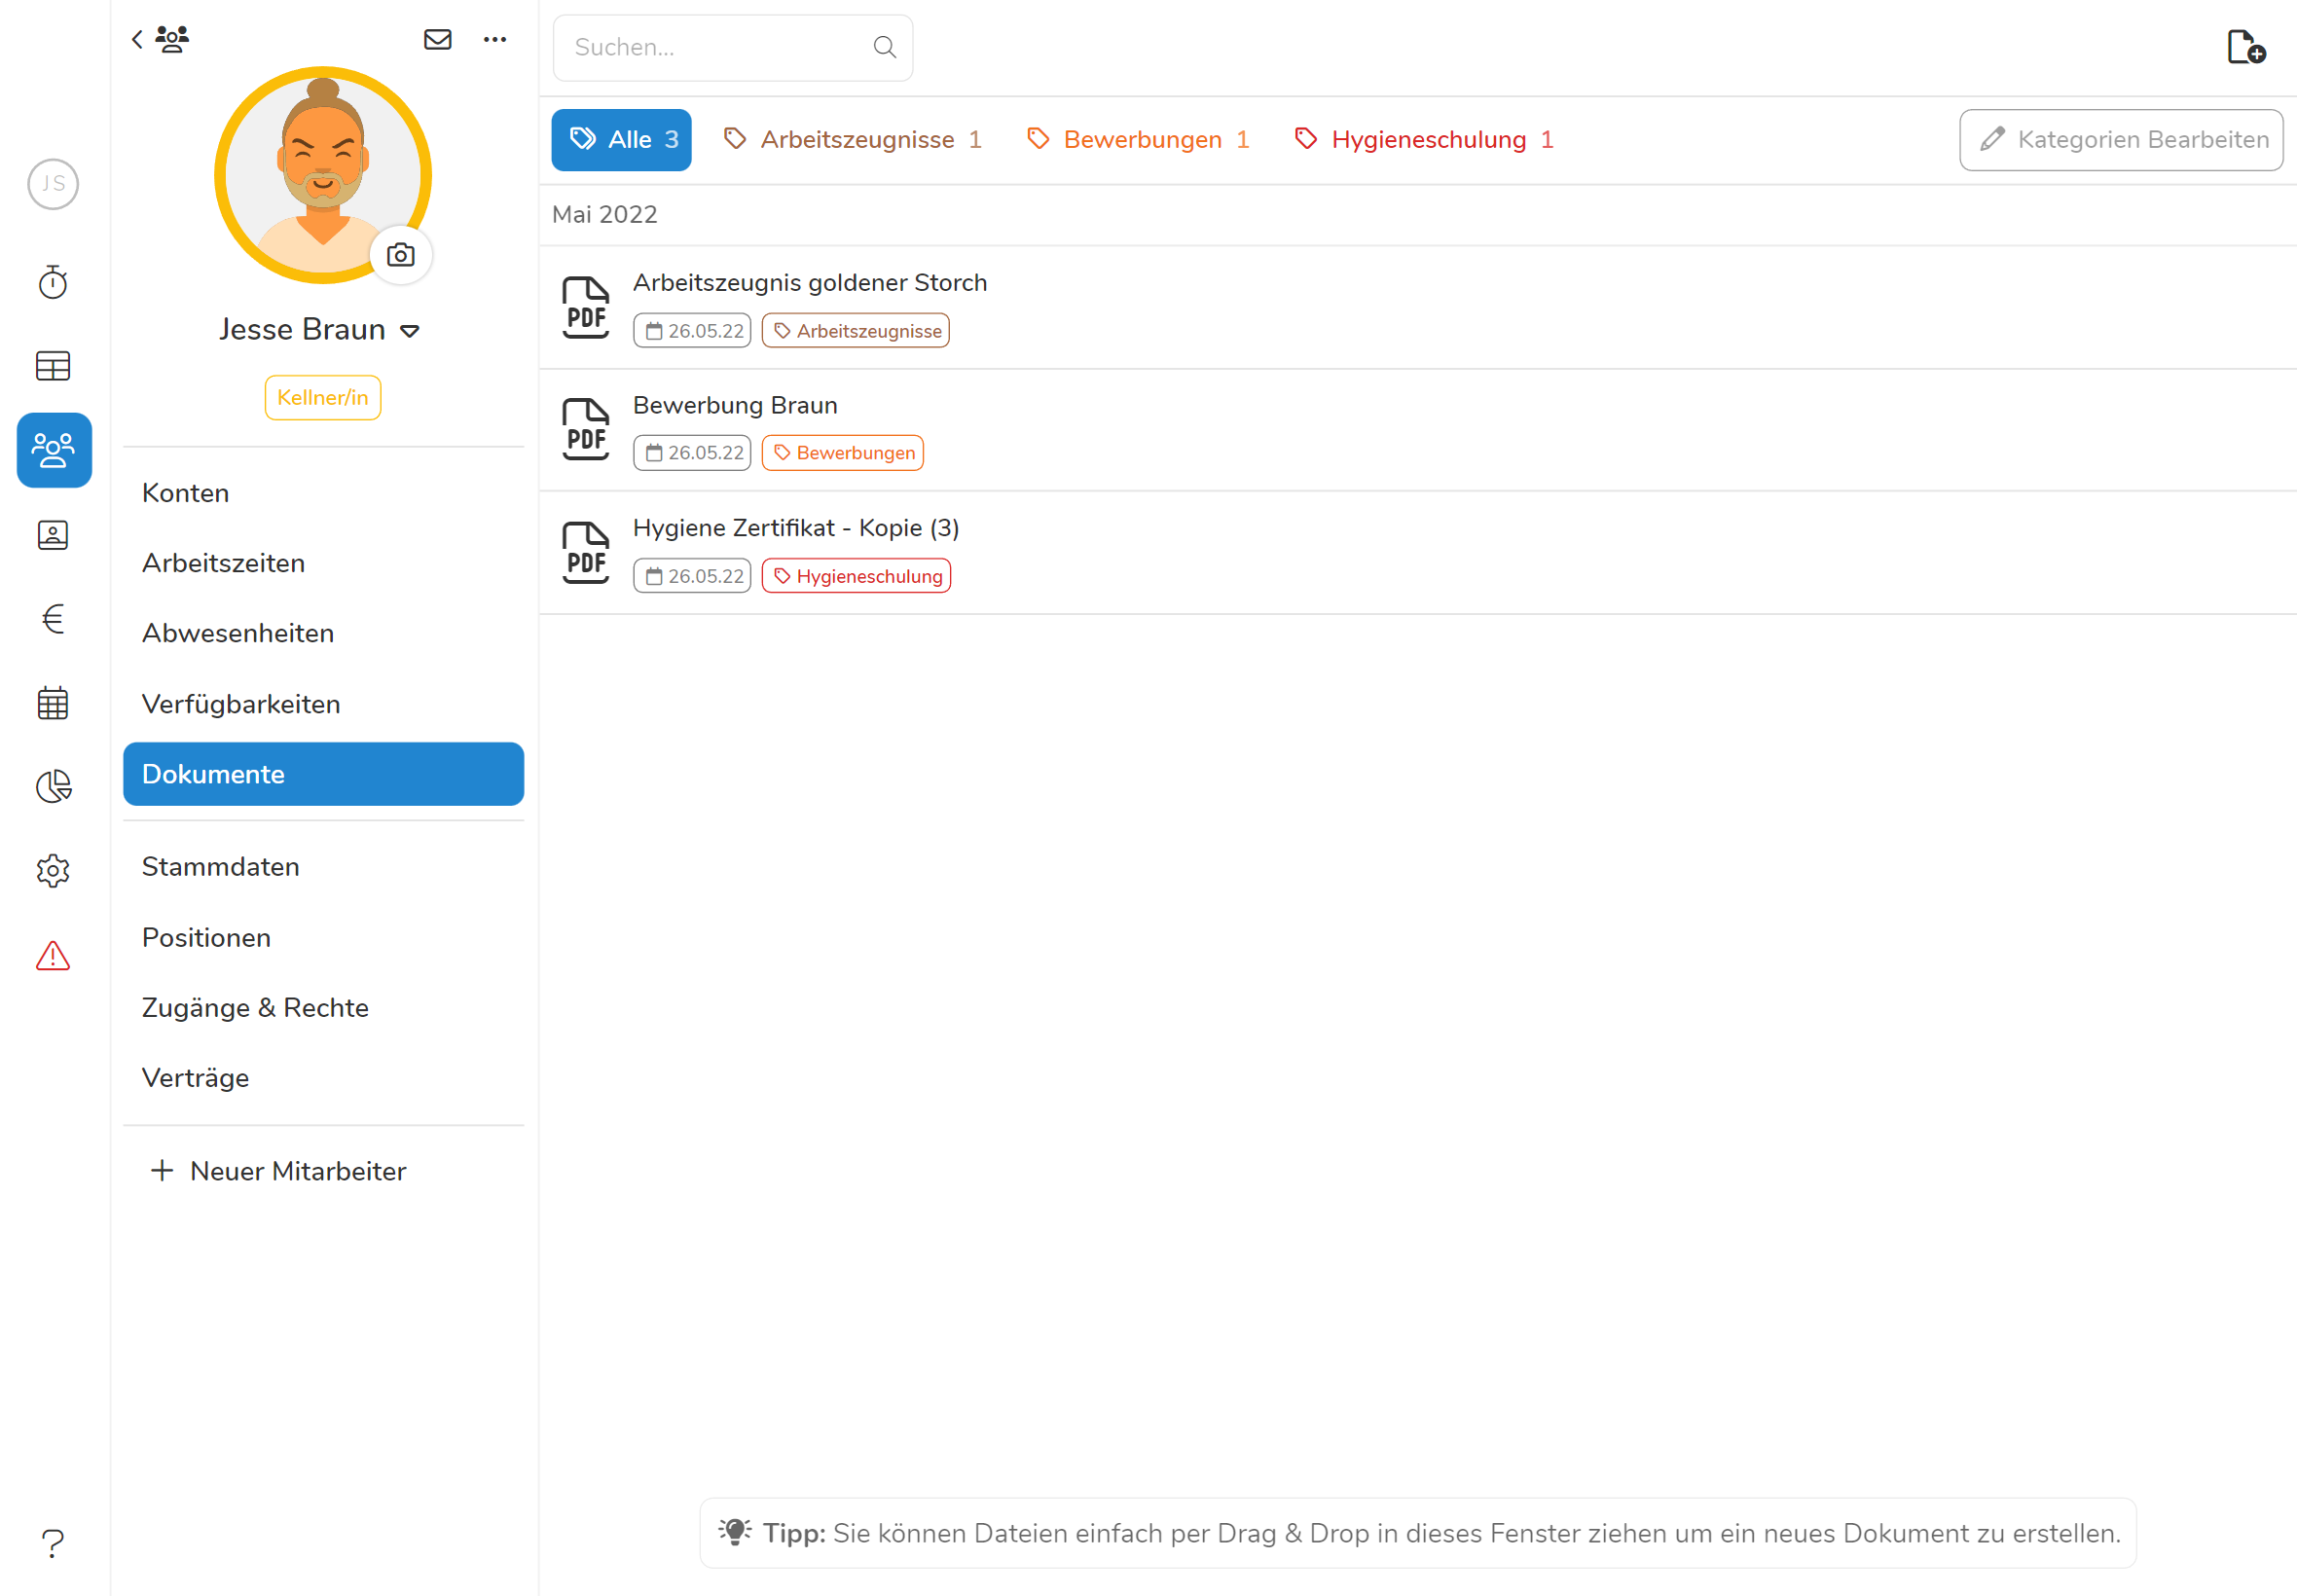 JS
Jesse Braun
Kellner/in
Konten
Arbeitszeiten
Abwesenheiten
Verfügbarkeiten
Dokumente
Stammdaten
Positionen
Zugänge & Rechte
Verträge
Neuer Mitarbeiter
Suchen...
Alle 3 Arbeitszeugnisse 1 Bewerbungen 1 Hygieneschulung 1 Kategorien Bearbeiten
Mai 2022
PDF
Arbeitszeugnis goldener Storch
26.05.22 Arbeitszeugnisse
PDF
Bewerbung Braun
26.05.22 Bewerbungen
PDF
Hygiene Zertifikat - Kopie (3)
26.05.22 Hygieneschulung
Tipp: Sie können Dateien einfach per Drag & Drop in dieses Fenster ziehen um ein neues Dokument zu erstellen.